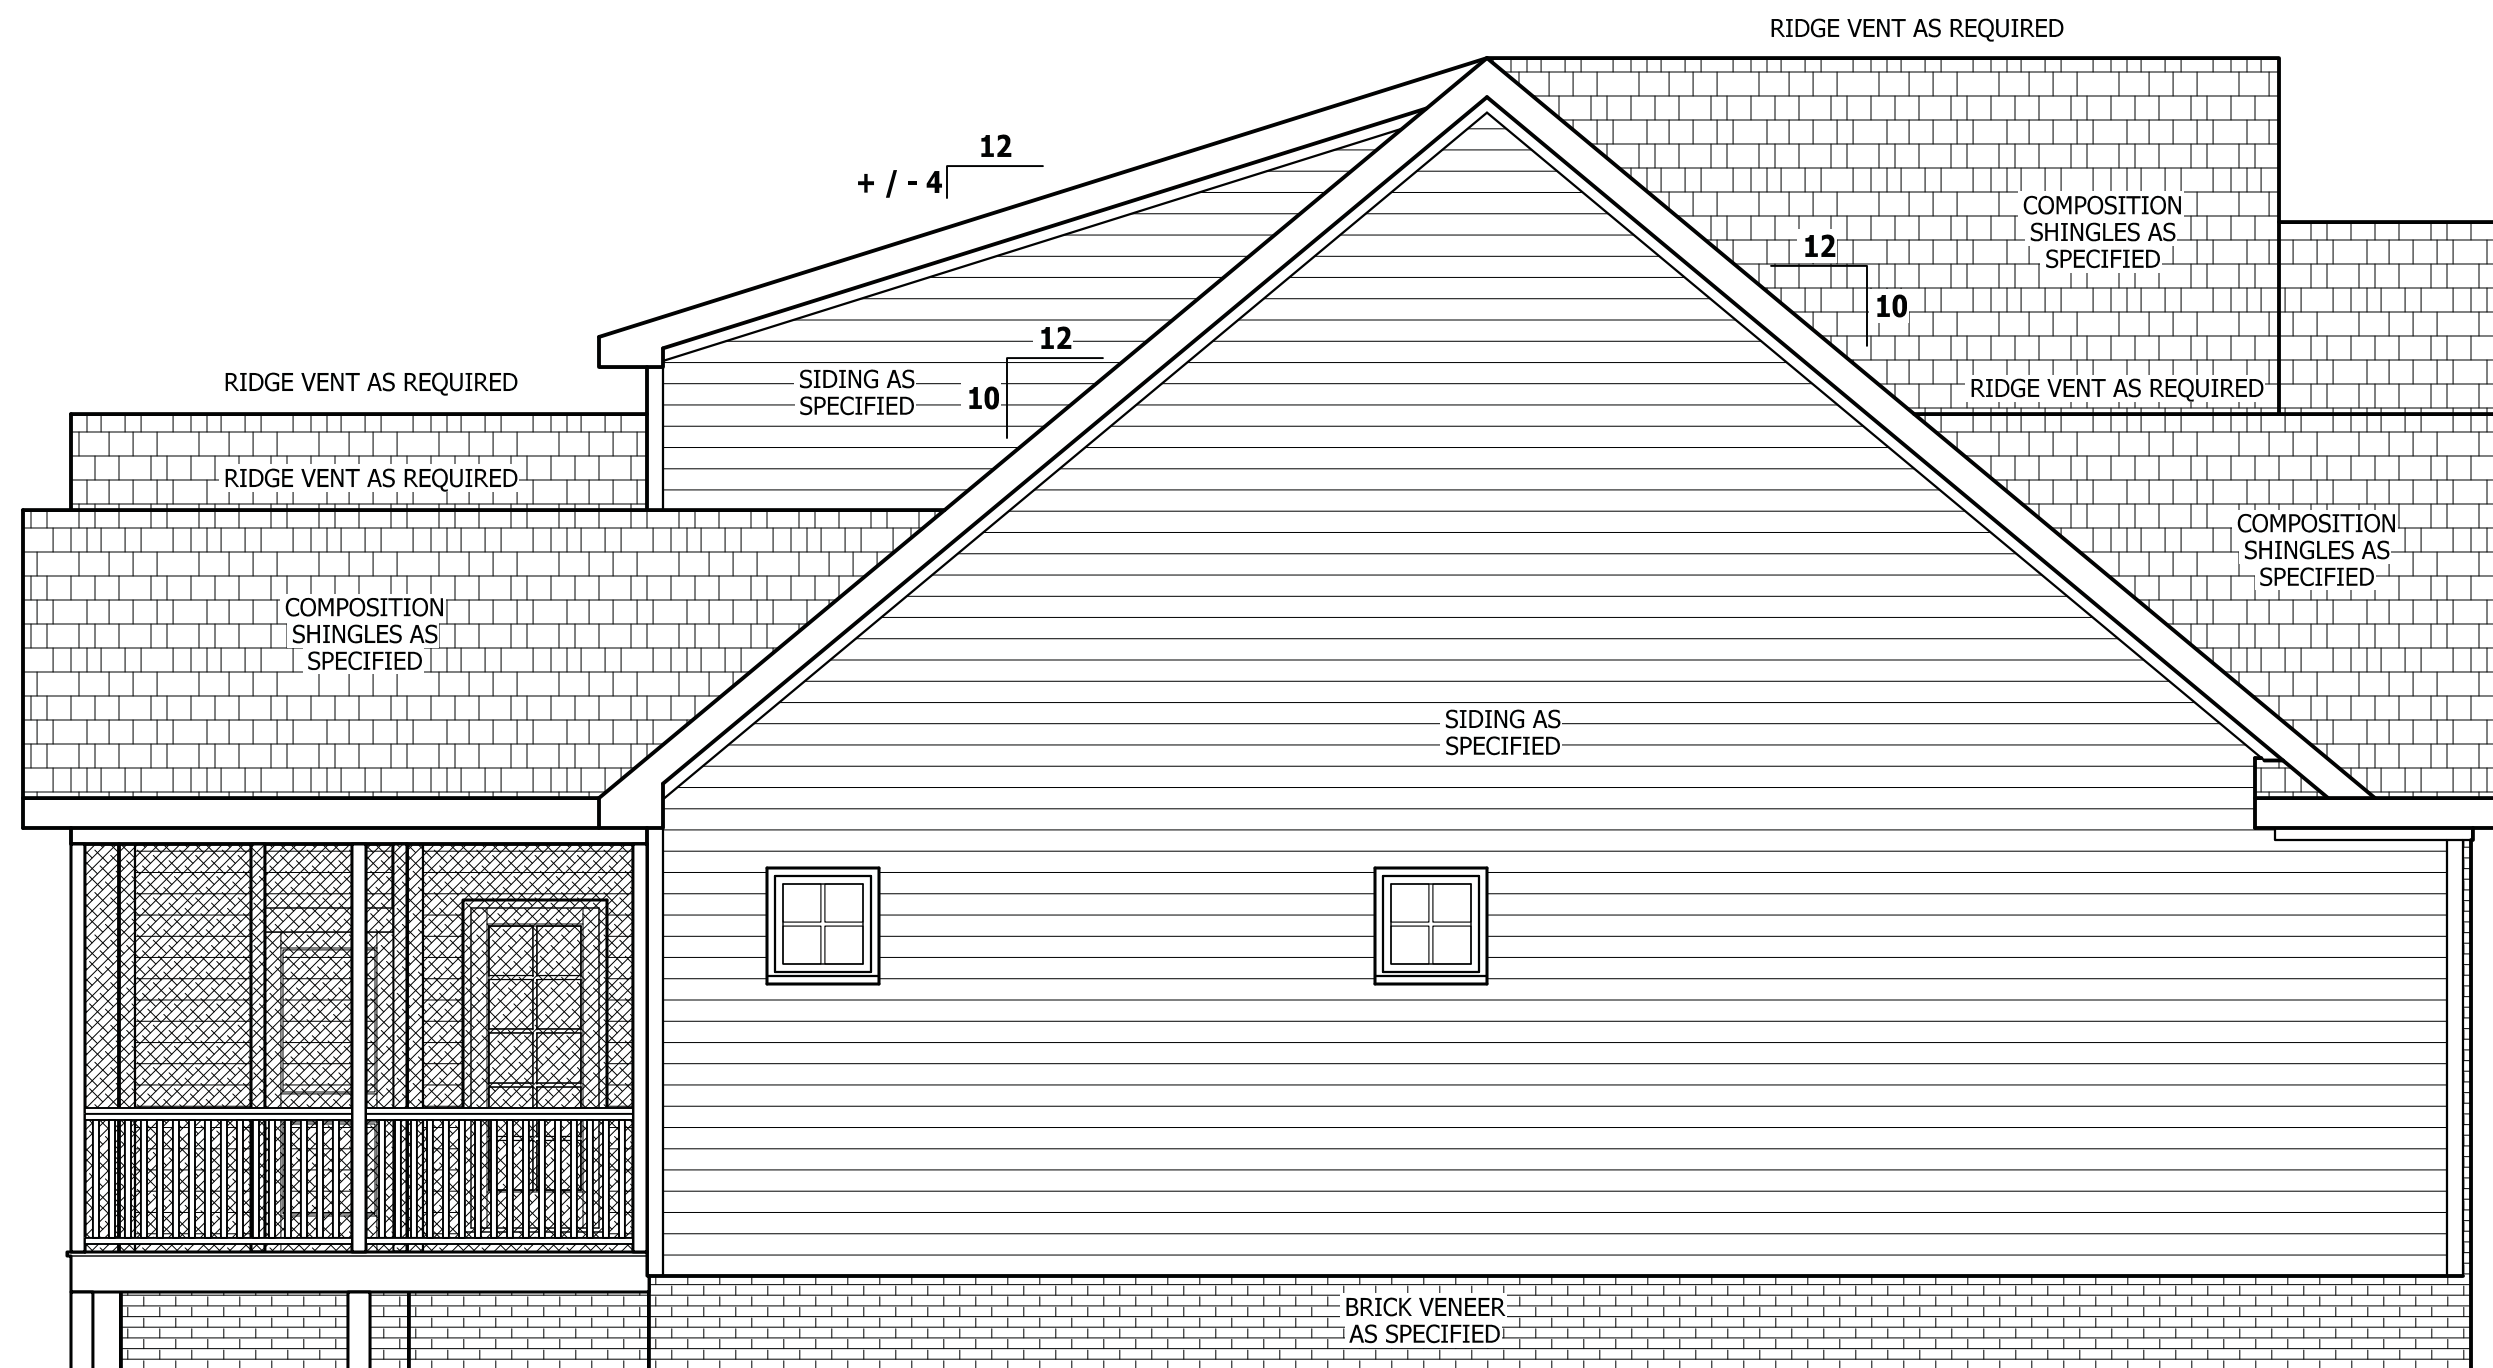 RIDGE VENT AS REQUIRED
12
+ / - 4
COMPOSITION
SHINGLES AS
SPECIFIED
12
10
12
10
SIDING AS
SPECIFIED
RIDGE VENT AS REQUIRED
RIDGE VENT AS REQUIRED
RIDGE VENT AS REQUIRED
COMPOSITION
SHINGLES AS
SPECIFIED
COMPOSITION
SHINGLES AS
SPECIFIED
SIDING AS
SPECIFIED
BRICK VENEER
AS SPECIFIED